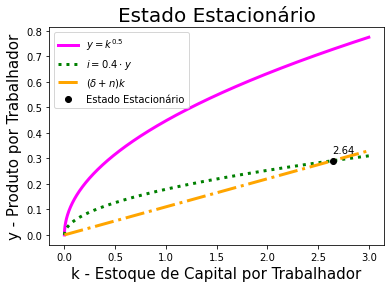 Estado Estacionário
y - Produto por Trabalhador
0.8
0.7
0.6
0.5
0.4
0.3
0.2
0.1
0.0
y = k^0.5
i = 0.4 · y
(δ + n)k
Estado Estacionário
2.64
0.0 0.5 1.0 1.5 2.0 2.5 3.0
k - Estoque de Capital por Trabalhador